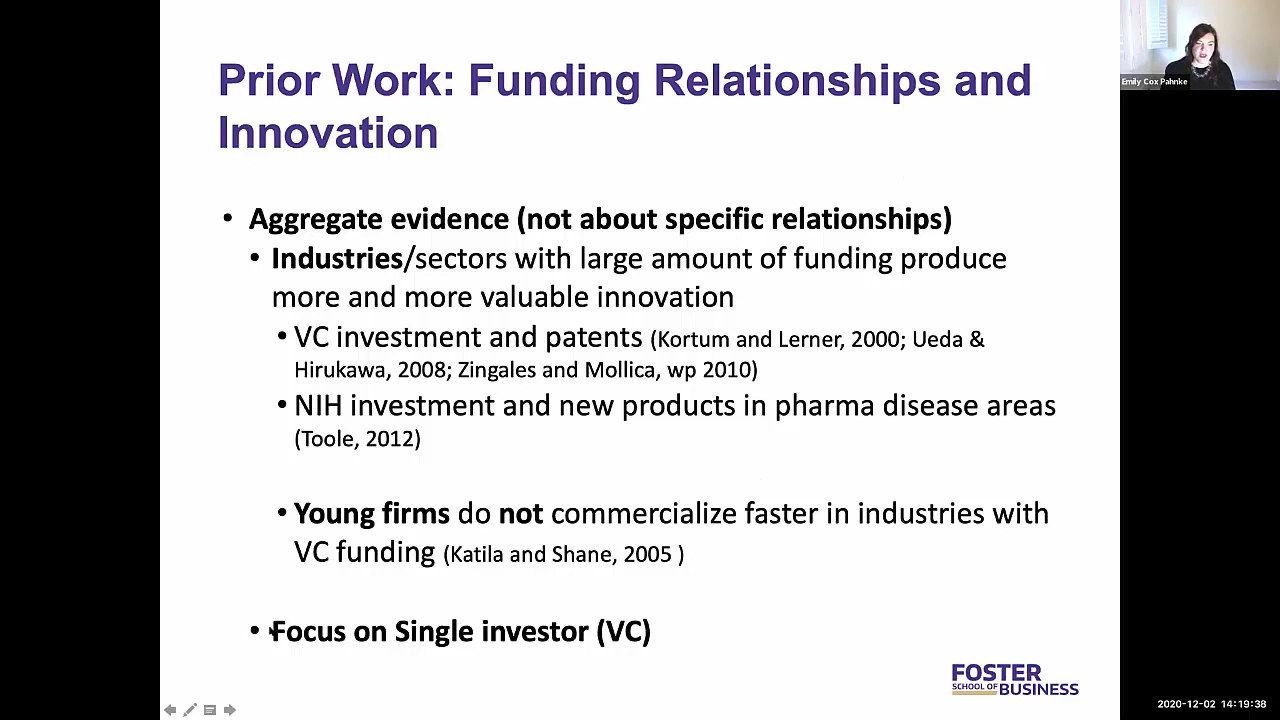 Prior Work: Funding Relationships and
Innovation
• Aggregate evidence (not about specific relationships)
• Industries/sectors with large amount of funding produce
more and more valuable innovation
• VC investment and patents (Kortum and Lerner, 2000; Ueda &
Hirukawa, 2008; Zingales and Mollica, wp 2010)
• NIH investment and new products in pharma disease areas
(Toole, 2012)
• Young firms do not commercialize faster in industries with
VC funding (Katila and Shane, 2005 )
• Focus on Single investor (VC)
FOSTER
SCHOOL OF BUSINESS
Emily Cox Pahnke
2020-12-02 14:19:38